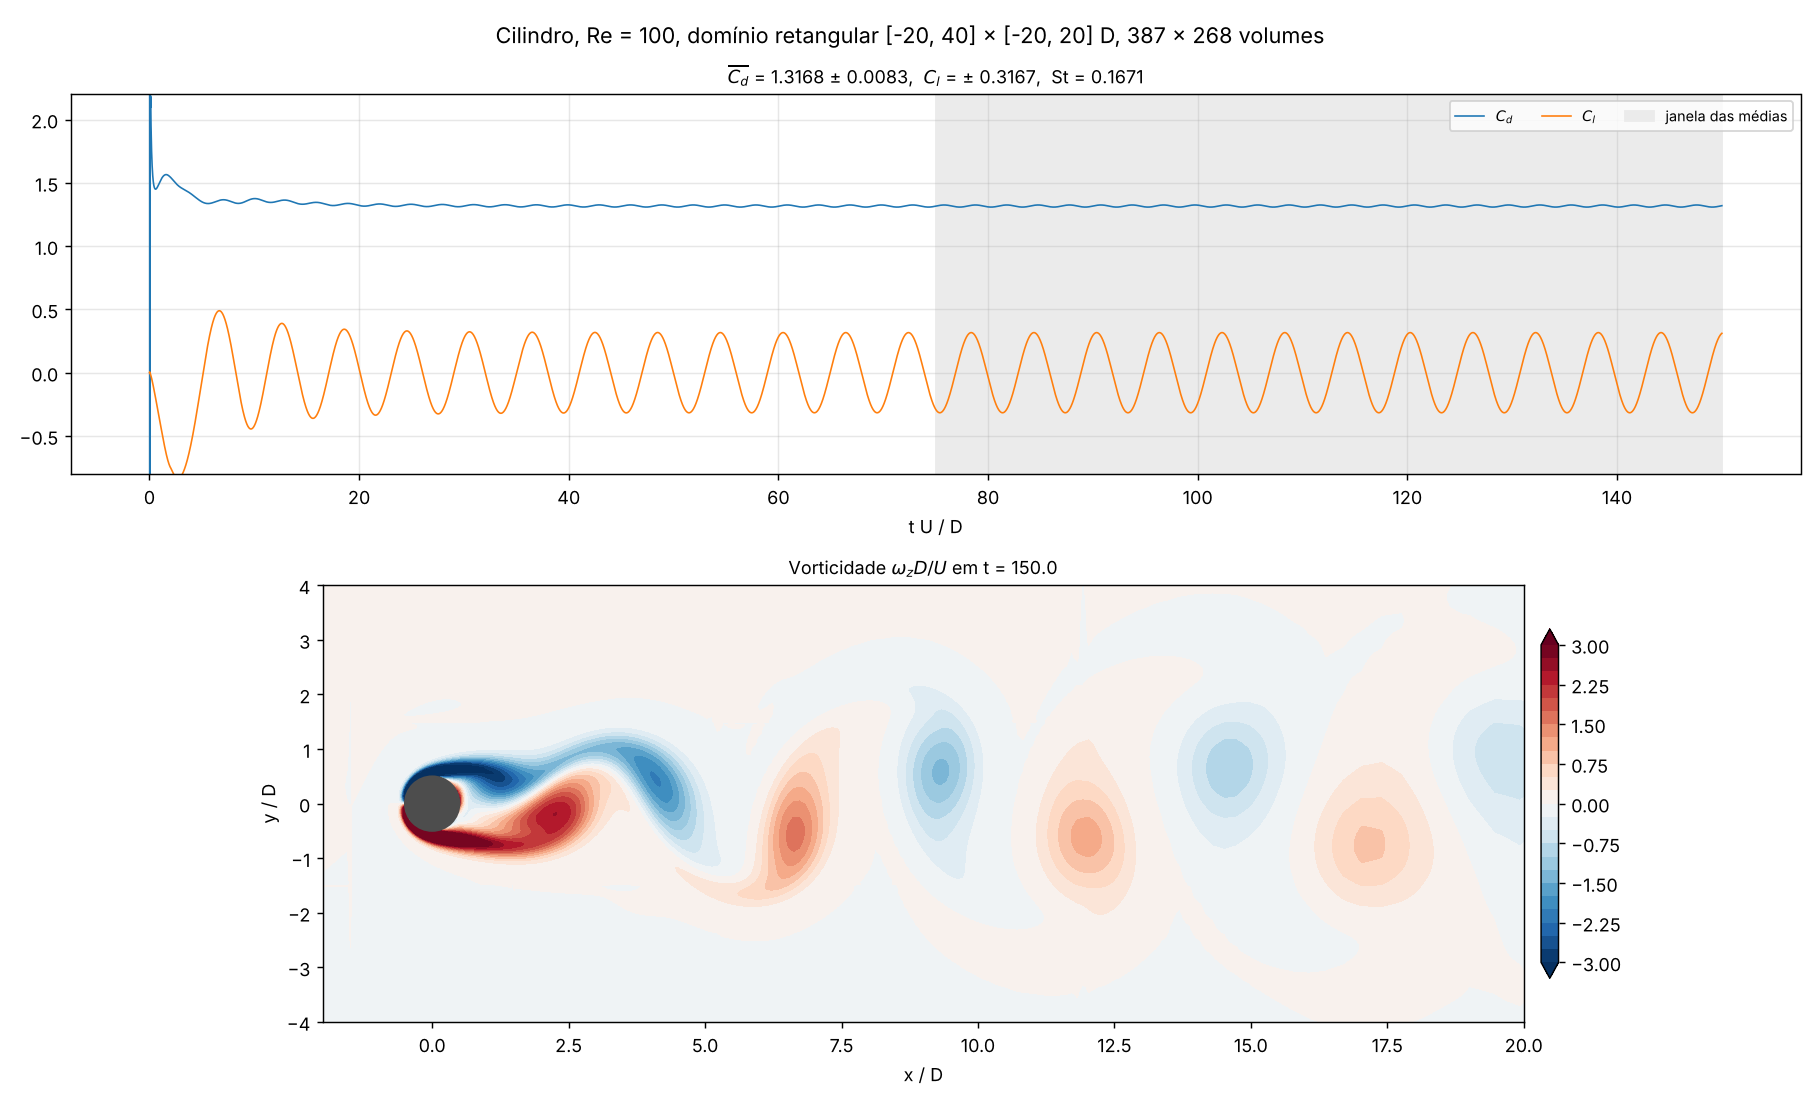 Cilindro, Re = 100, domínio retangular [-20, 40] × [-20, 20] D, 387 × 268 volumes
C̅d̅ = 1.3168 ± 0.0083, Cl = ± 0.3167, St = 0.1671
Cd Cl janela das médias
2.0
1.5
1.0
0.5
0.0
−0.5
0 20 40 60 80 100 120 140
t U / D
Vorticidade ωzD/U em t = 150.0
4
3
2
1
0
−1
−2
−3
−4
y / D
0.0 2.5 5.0 7.5 10.0 12.5 15.0 17.5 20.0
x / D
3.00
2.25
1.50
0.75
0.00
−0.75
−1.50
−2.25
−3.00